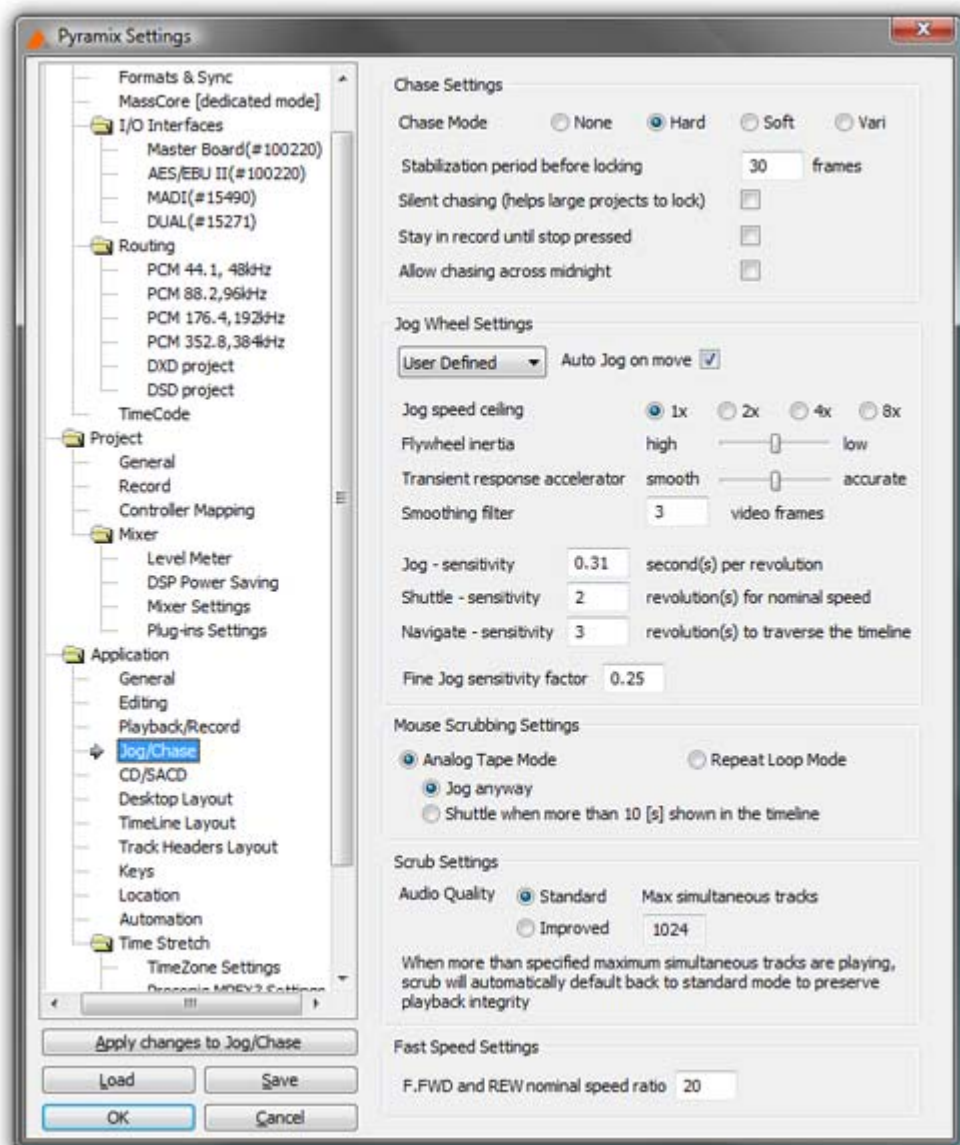 Pyramix Settings
Formats & Sync
MassCore [dedicated mode]
I/O Interfaces
Master Board(#100220)
AES/EBU II(#100220)
MADI(#15490)
DUAL(#15271)
Routing
PCM 44.1, 48kHz
PCM 88.2,96kHz
PCM 176.4,192kHz
PCM 352.8,384kHz
DXD project
DSD project
TimeCode
Project
General
Record
Controller Mapping
Mixer
Level Meter
DSP Power Saving
Mixer Settings
Plug-ins Settings
Application
General
Editing
Playback/Record
Jog/Chase
CD/SACD
Desktop Layout
TimeLine Layout
Track Headers Layout
Keys
Location
Automation
Time Stretch
TimeZone Settings
Apply changes to Jog/Chase
Load Save
OK Cancel
Chase Settings
Chase Mode None Hard Soft Vari
Stabilization period before locking 30 frames
Silent chasing (helps large projects to lock)
Stay in record until stop pressed
Allow chasing across midnight
Jog Wheel Settings
User Defined Auto Jog on move
Jog speed ceiling 1x 2x 4x 8x
Flywheel inertia high low
Transient response accelerator smooth accurate
Smoothing filter 3 video frames
Jog - sensitivity 0.31 second(s) per revolution
Shuttle - sensitivity 2 revolution(s) for nominal speed
Navigate - sensitivity 3 revolution(s) to traverse the timeline
Fine Jog sensitivity factor 0.25
Mouse Scrubbing Settings
Analog Tape Mode Repeat Loop Mode
Jog anyway
Shuttle when more than 10 [s] shown in the timeline
Scrub Settings
Audio Quality Standard Max simultaneous tracks
Improved 1024
When more than specified maximum simultaneous tracks are playing,
scrub will automatically default back to standard mode to preserve
playback integrity
Fast Speed Settings
F.FWD and REW nominal speed ratio 20